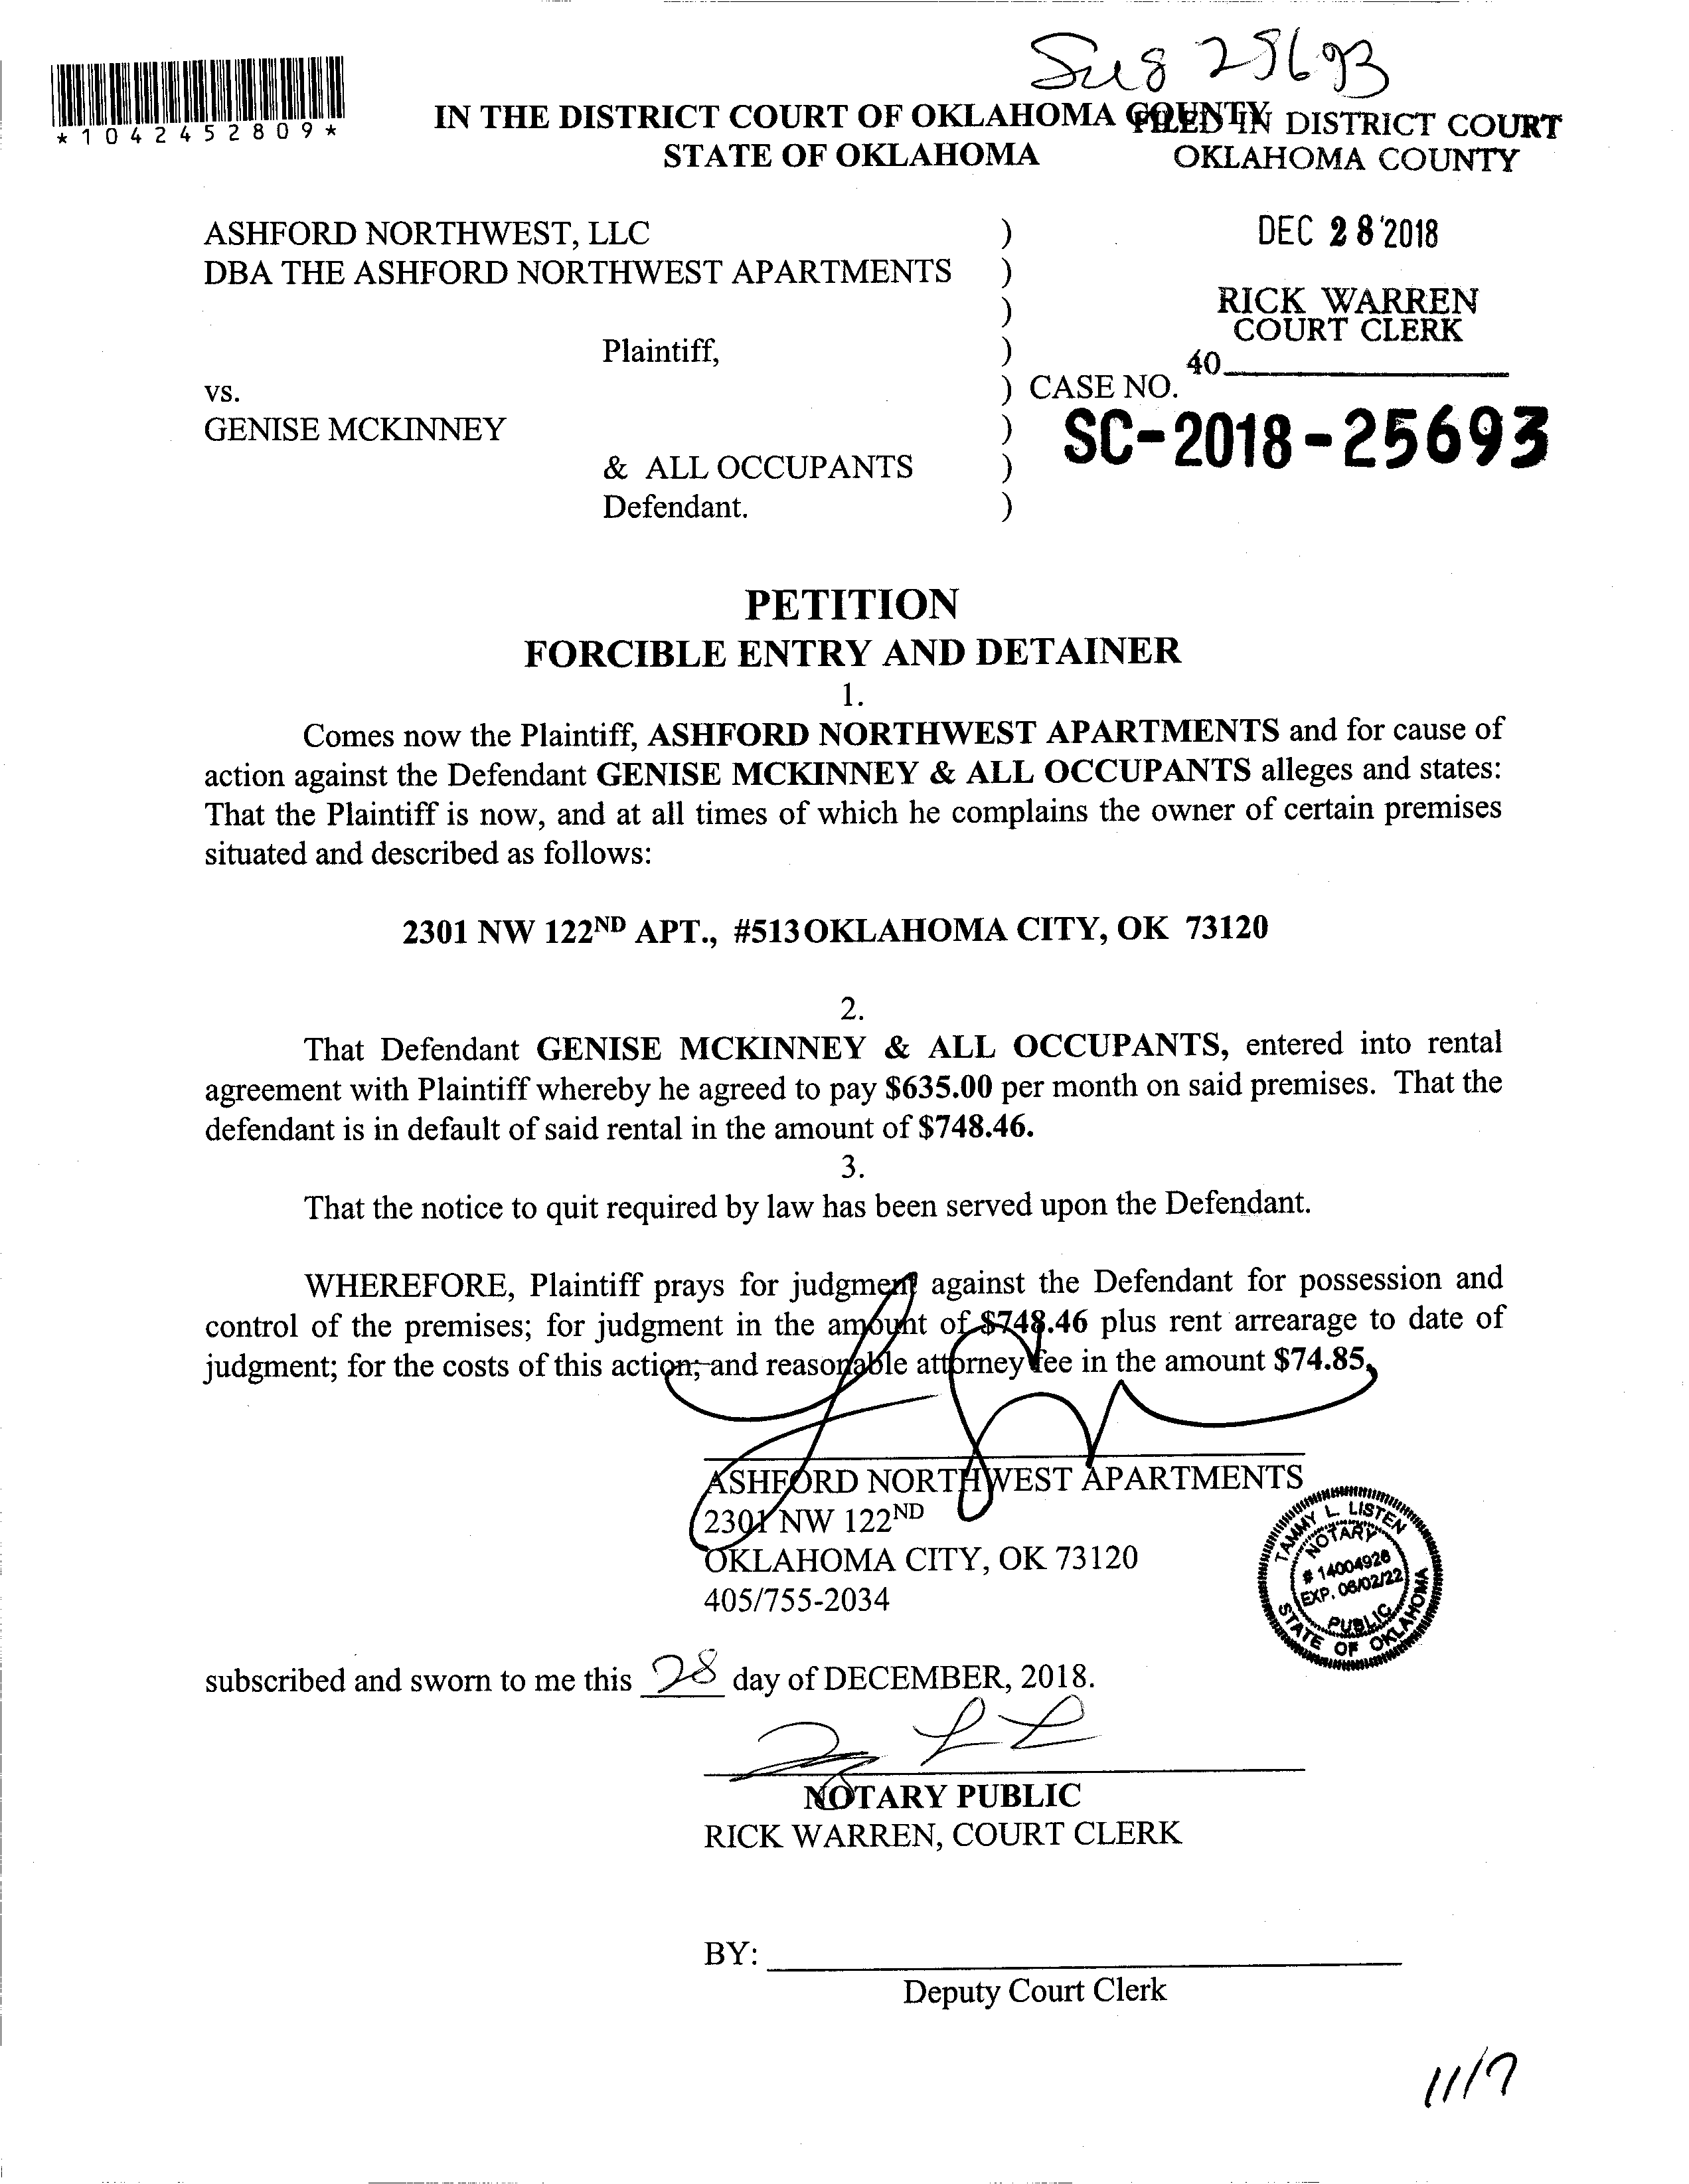 *1042452809*
IN THE DISTRICT COURT OF OKLAHOMA COUNTY
STATE OF OKLAHOMA
FILED IN DISTRICT COURT
OKLAHOMA COUNTY
DEC 28 2018
RICK WARREN
COURT CLERK
40
ASHFORD NORTHWEST, LLC )
DBA THE ASHFORD NORTHWEST APARTMENTS )
)
Plaintiff, )
vs. ) CASE NO.
GENISE MCKINNEY ) SC-2018-25693
& ALL OCCUPANTS )
Defendant. )
PETITION
FORCIBLE ENTRY AND DETAINER
1.
Comes now the Plaintiff, ASHFORD NORTHWEST APARTMENTS and for cause of
action against the Defendant GENISE MCKINNEY & ALL OCCUPANTS alleges and states:
That the Plaintiff is now, and at all times of which he complains the owner of certain premises
situated and described as follows:
2301 NW 122ND APT., #513 OKLAHOMA CITY, OK 73120
2.
That Defendant GENISE MCKINNEY & ALL OCCUPANTS, entered into rental
agreement with Plaintiff whereby he agreed to pay $635.00 per month on said premises. That the
defendant is in default of said rental in the amount of $748.46.
3.
That the notice to quit required by law has been served upon the Defendant.
WHEREFORE, Plaintiff prays for judgment against the Defendant for possession and
control of the premises; for judgment in the amount of $748.46 plus rent arrearage to date of
judgment; for the costs of this action; and reasonable attorney fee in the amount $74.85.
ASHFORD NORTHWEST APARTMENTS
2301 NW 122ND
OKLAHOMA CITY, OK 73120
405/755-2034
TAMMY L. LISTEN
NOTARY
# 14004926
EXP. 06/02/22
PUBLIC
STATE OF OKLAHOMA
subscribed and sworn to me this 28 day of DECEMBER, 2018.
NOTARY PUBLIC
RICK WARREN, COURT CLERK
BY:
Deputy Court Clerk
11/7